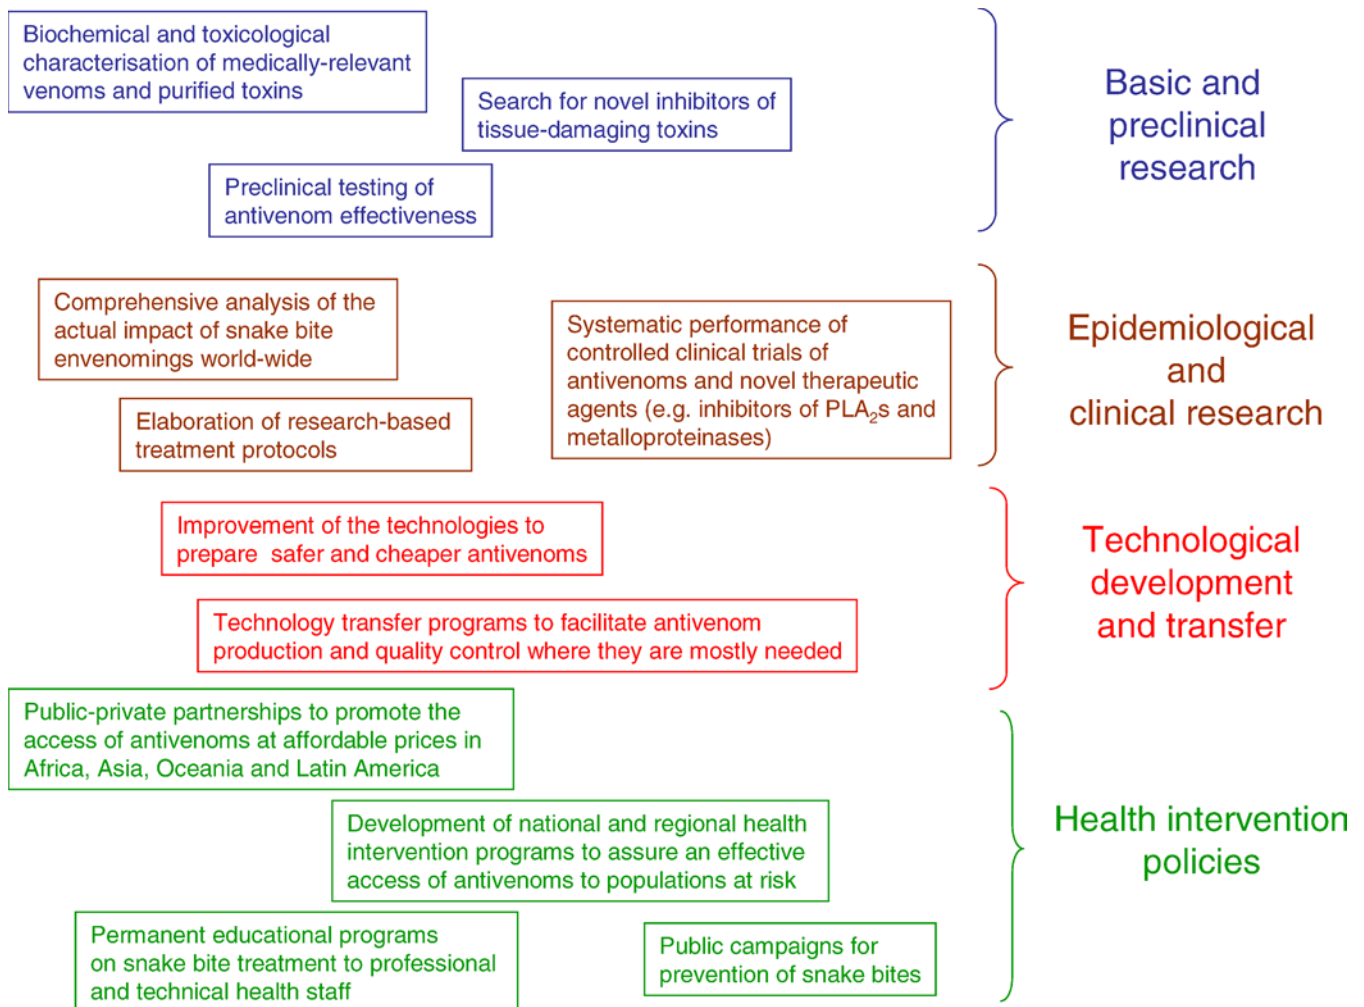 Biochemical and toxicological
characterisation of medically-relevant
venoms and purified toxins
Search for novel inhibitors of
tissue-damaging toxins
Preclinical testing of
antivenom effectiveness
Basic and
preclinical
research
Comprehensive analysis of the
actual impact of snake bite
envenomings world-wide
Systematic performance of
controlled clinical trials of
antivenoms and novel therapeutic
agents (e.g. inhibitors of PLA₂s and
metalloproteinases)
Elaboration of research-based
treatment protocols
Epidemiological
and
clinical research
Improvement of the technologies to
prepare  safer and cheaper antivenoms
Technology transfer programs to facilitate antivenom
production and quality control where they are mostly needed
Technological
development
and transfer
Public-private partnerships to promote the
access of antivenoms at affordable prices in
Africa, Asia, Oceania and Latin America
Development of national and regional health
intervention programs to assure an effective
access of antivenoms to populations at risk
Permanent educational programs
on snake bite treatment to professional
and technical health staff
Public campaigns for
prevention of snake bites
Health intervention
policies